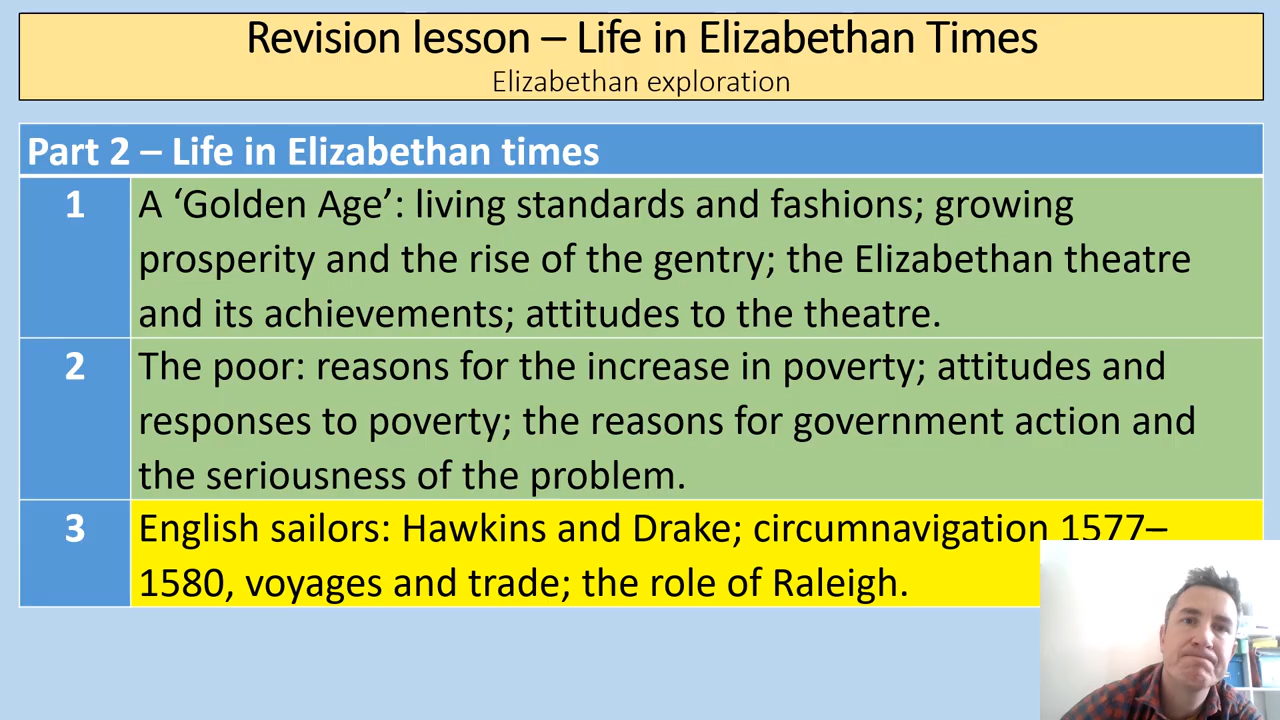 Revision lesson – Life in Elizabethan Times
Elizabethan exploration
Part 2 – Life in Elizabethan times
1
A ‘Golden Age’: living standards and fashions; growing
prosperity and the rise of the gentry; the Elizabethan theatre
and its achievements; attitudes to the theatre.
2
The poor: reasons for the increase in poverty; attitudes and
responses to poverty; the reasons for government action and
the seriousness of the problem.
3
English sailors: Hawkins and Drake; circumnavigation 1577–
1580, voyages and trade; the role of Raleigh.